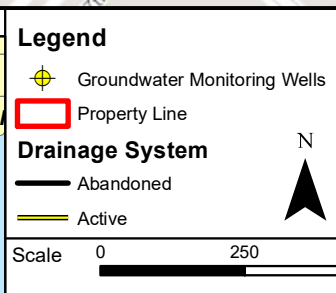 Legend
Groundwater Monitoring Wells
Property Line
Drainage System
N
Abandoned
Active
Scale 0 250